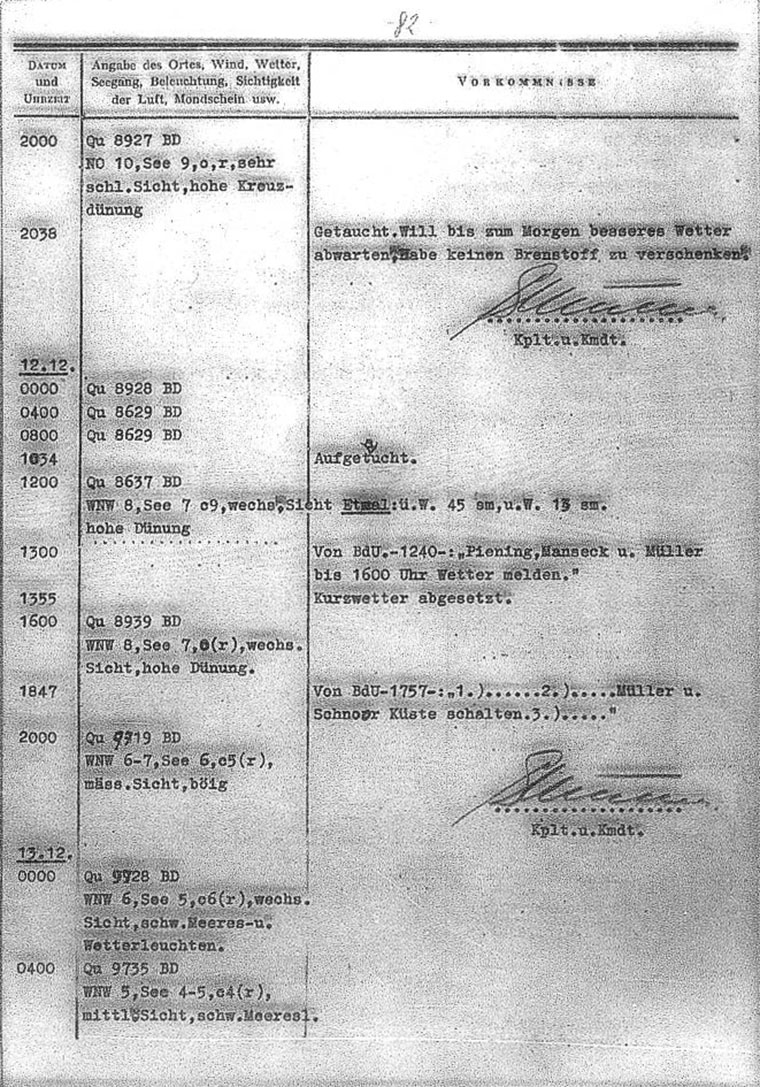 -82-
DATUM
und
UHRZEIT
Angabe des Ortes, Wind, Wetter,
Seegang, Beleuchtung, Sichtigkeit
der Luft, Mondschein usw.
VORKOMMNISSE
2000 Qu 8927 BD
NO 10,See 9,o,r,sehr
schl.Sicht,hohe Kreuz-
dünung
2038 Getaucht.Will bis zum Morgen besseres Wetter
abwarten,Habe keinen Brenstoff zu verschenken.
Kplt.u.Kmdt.
12.12.
0000 Qu 8928 BD
0400 Qu 8629 BD
0800 Qu 8629 BD
1034 Aufgetaucht.
1200 Qu 8637 BD
WNW 8,See 7 c9,wechs.Sicht Etmal:ü.W. 45 sm,u.W. 13 sm.
hohe Dünung
1300 Von BdU.-1240-:„Piening,Manseck u. Müller
bis 1600 Uhr Wetter melden."
1355 Kurzwetter abgesetzt.
1600 Qu 8939 BD
WNW 8,See 7,c(r),wechs.
Sicht,hohe Dünung.
1847 Von BdU-1757-:„1.)......2.).....Müller u.
Schnoor Küste schalten.3.)....."
2000 Qu 9719 BD
WNW 6-7,See 6,c5(r),
mäss.Sicht,böig
Kplt.u.Kmdt.
13.12.
0000 Qu 9728 BD
WNW 6,See 5,c6(r),wechs.
Sicht,schw.Meeres-u.
Wetterleuchten.
0400 Qu 9735 BD
WNW 5,See 4-5,c4(r),
mittl.Sicht,schw.Meeresl.